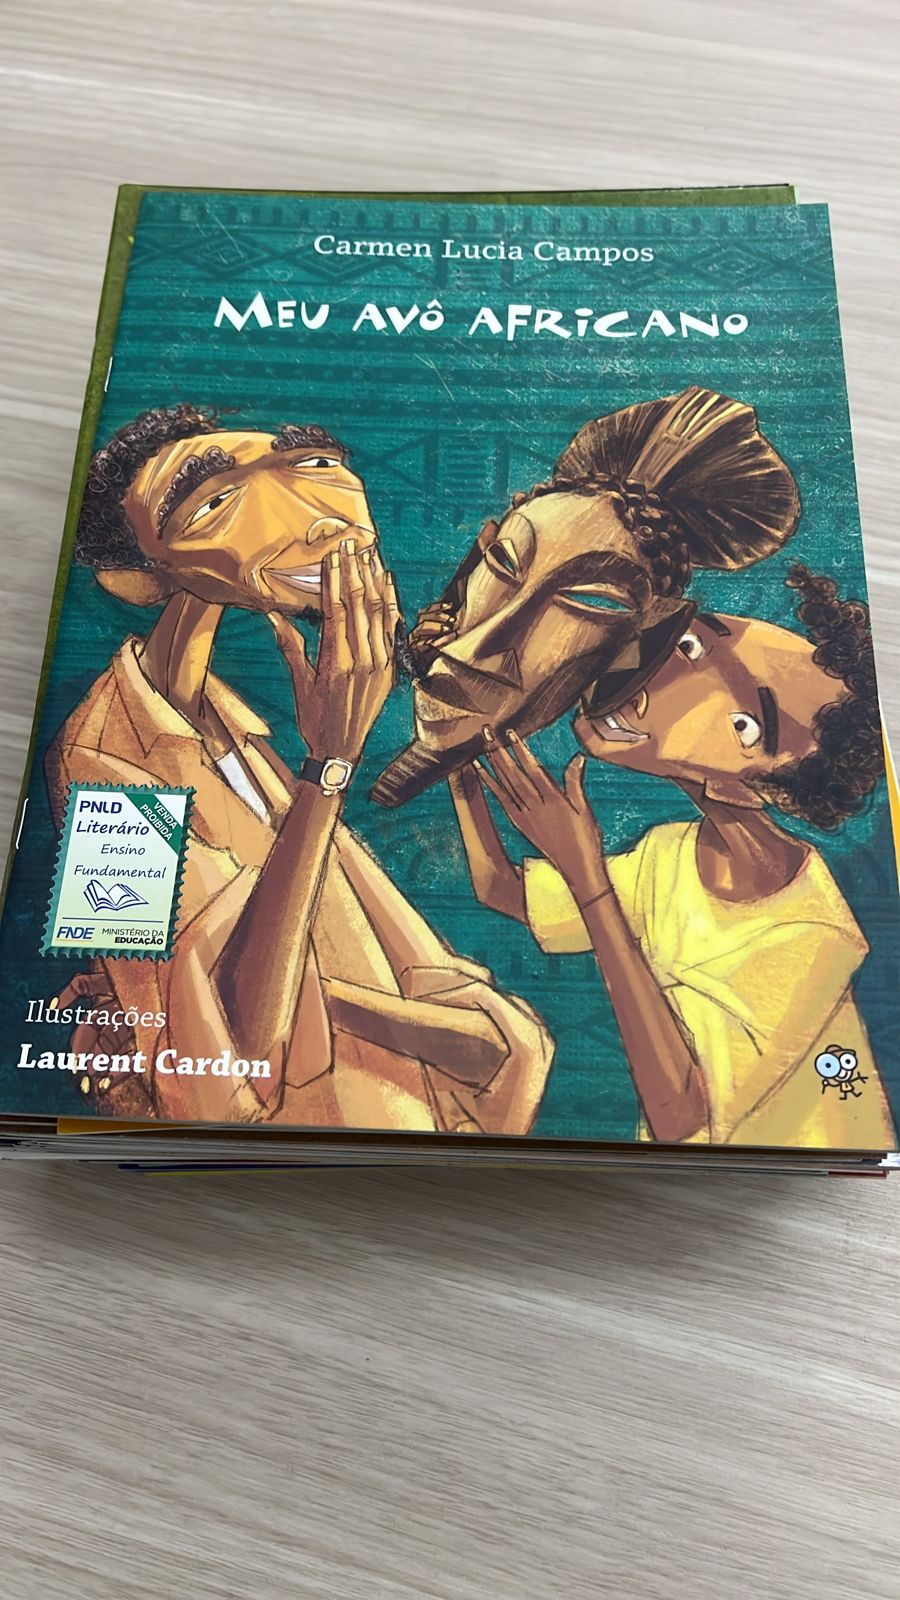 Carmen Lucia Campos
MEU AVÔ AFRICANO
PNLD
Literário
VENDA
PROIBIDA
Ensino
Fundamental
FNDE
MINISTÉRIO DA
EDUCAÇÃO
Ilustrações
Laurent Cardon